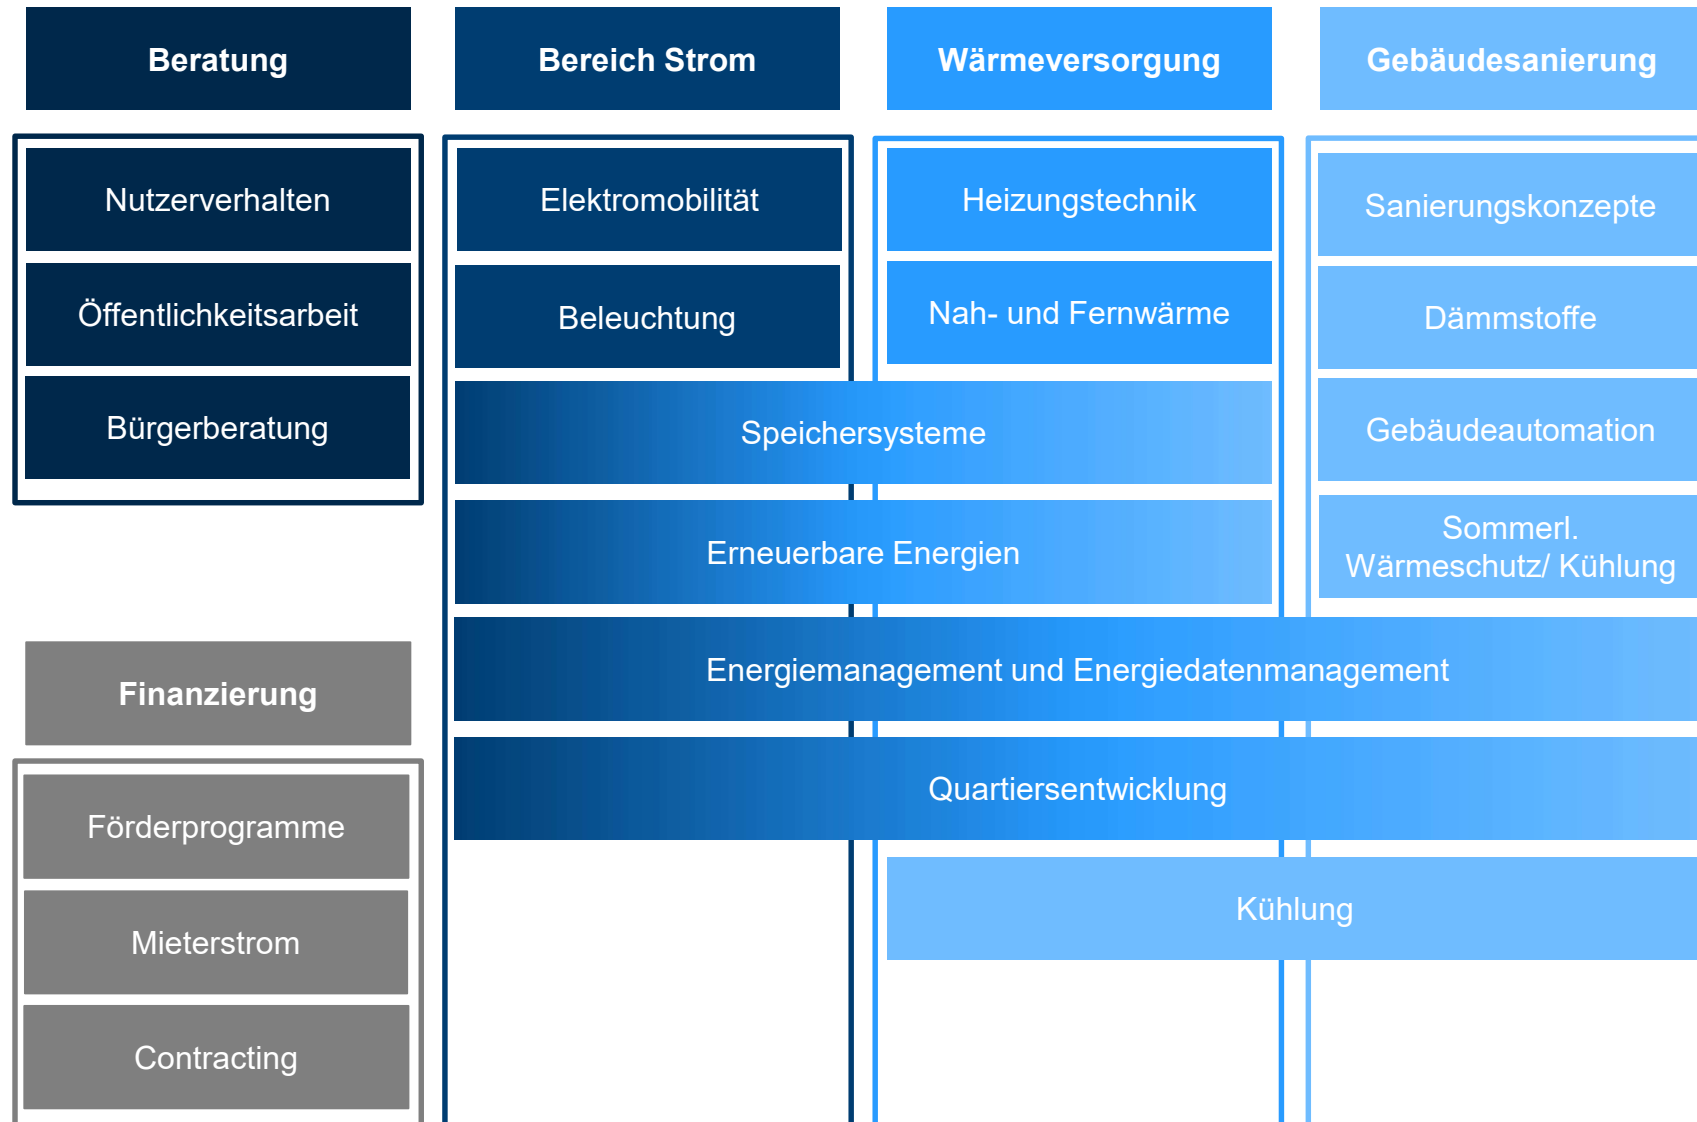 Beratung
Bereich Strom
Wärmeversorgung
Gebäudesanierung
Nutzerverhalten
Öffentlichkeitsarbeit
Bürgerberatung
Elektromobilität
Beleuchtung
Heizungstechnik
Nah- und Fernwärme
Sanierungskonzepte
Dämmstoffe
Gebäudeautomation
Sommerl.
Wärmeschutz/ Kühlung
Speichersysteme
Erneuerbare Energien
Energiemanagement und Energiedatenmanagement
Quartiersentwicklung
Kühlung
Finanzierung
Förderprogramme
Mieterstrom
Contracting